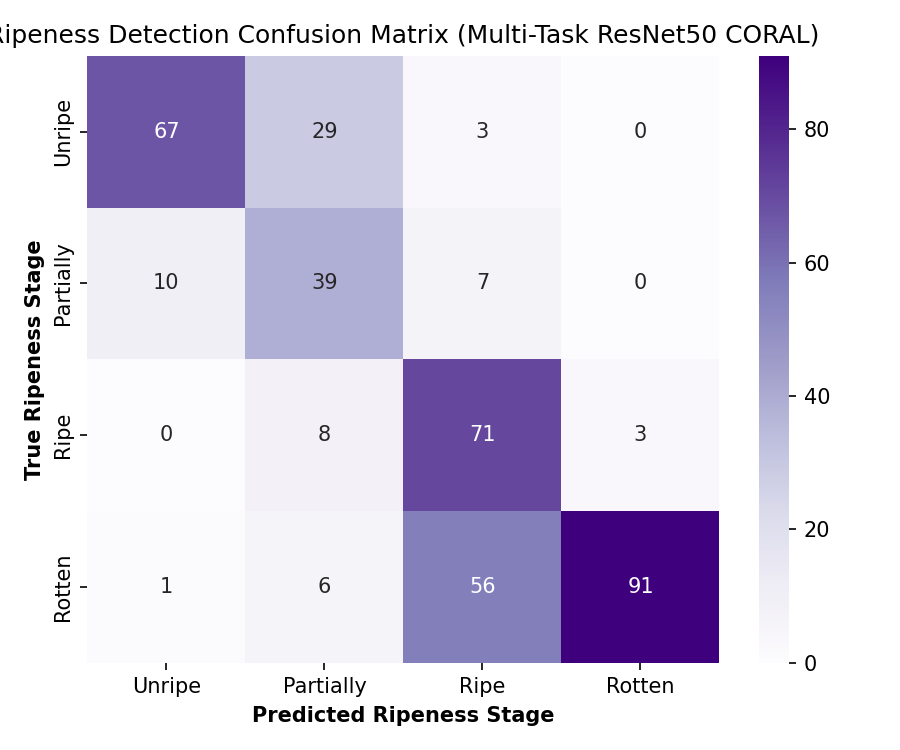 Ripeness Detection Confusion Matrix (Multi-Task ResNet50 CORAL)
True Ripeness Stage
Unripe 67 29 3 0
Partially 10 39 7 0
Ripe 0 8 71 3
Rotten 1 6 56 91
Unripe Partially Ripe Rotten
Predicted Ripeness Stage
80
60
40
20
0